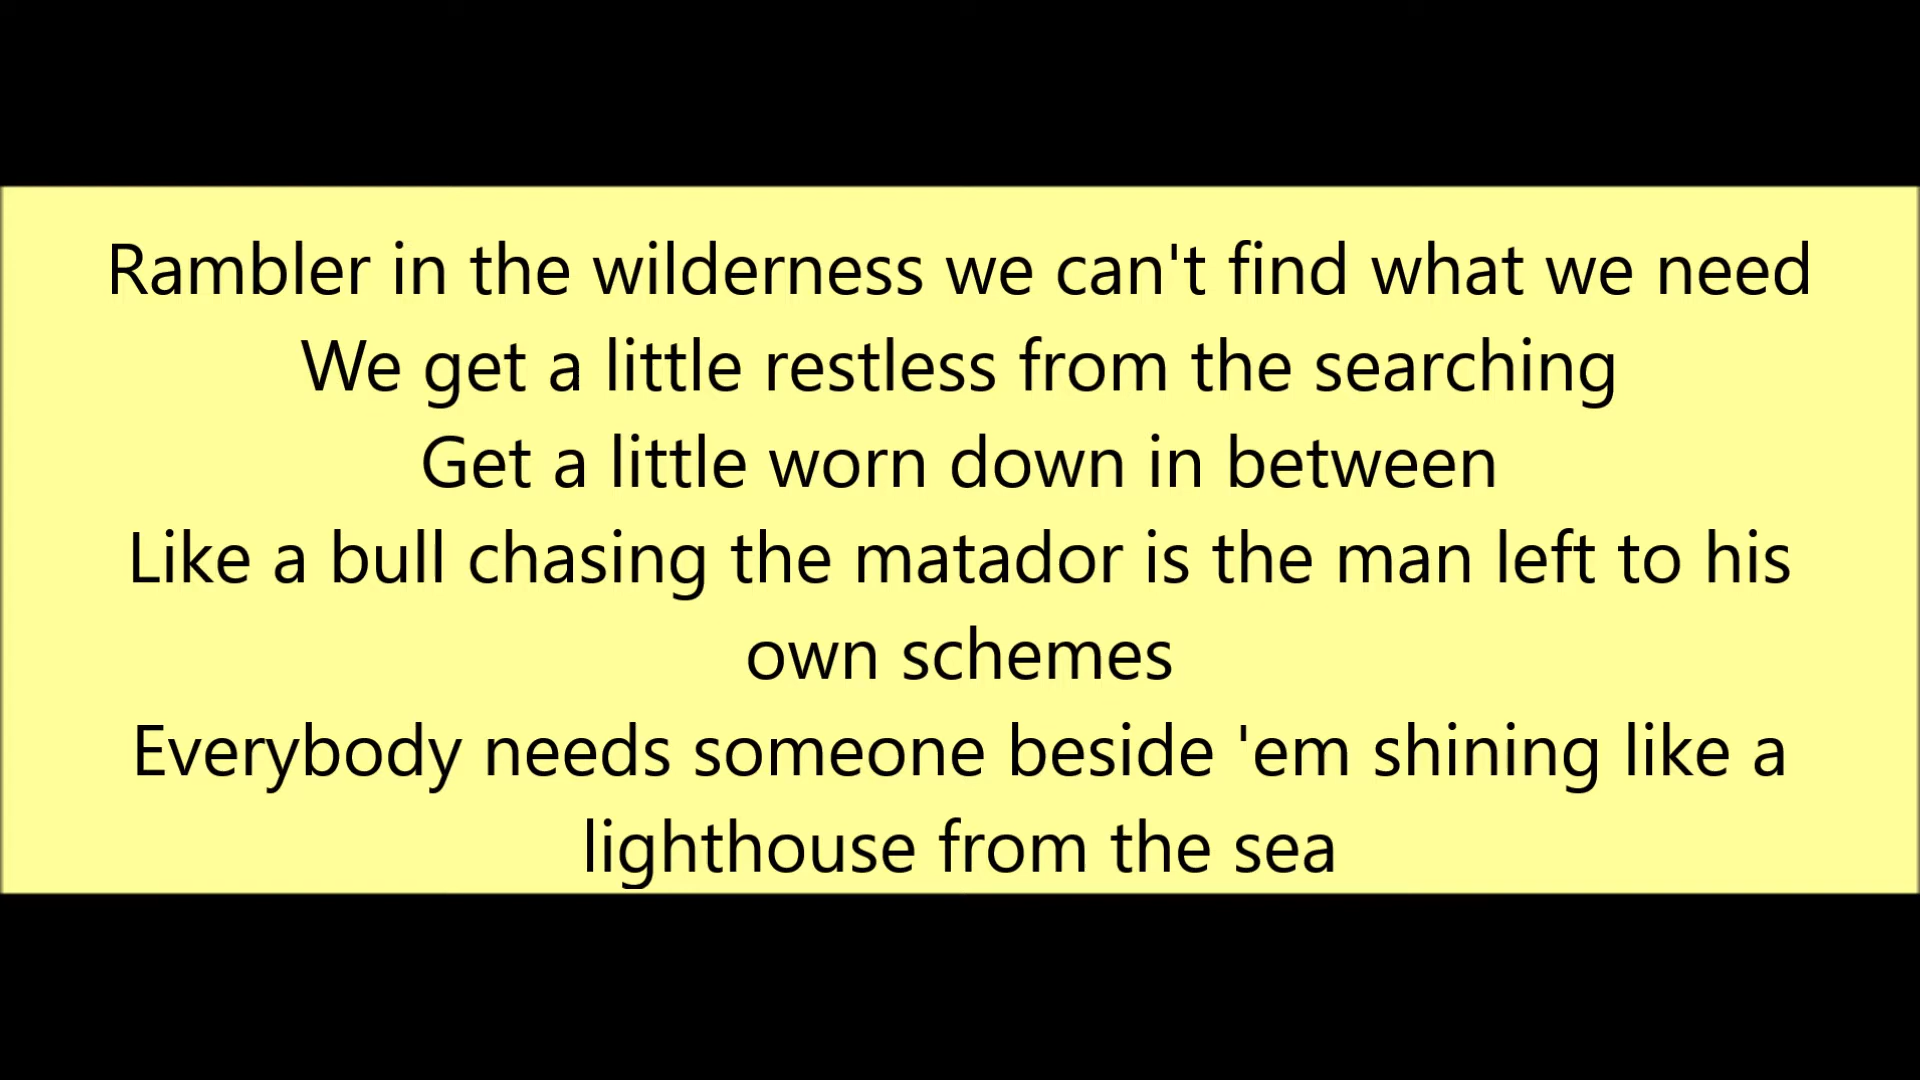 Rambler in the wilderness we can't find what we need
We get a little restless from the searching
Get a little worn down in between
Like a bull chasing the matador is the man left to his
own schemes
Everybody needs someone beside 'em shining like a
lighthouse from the sea